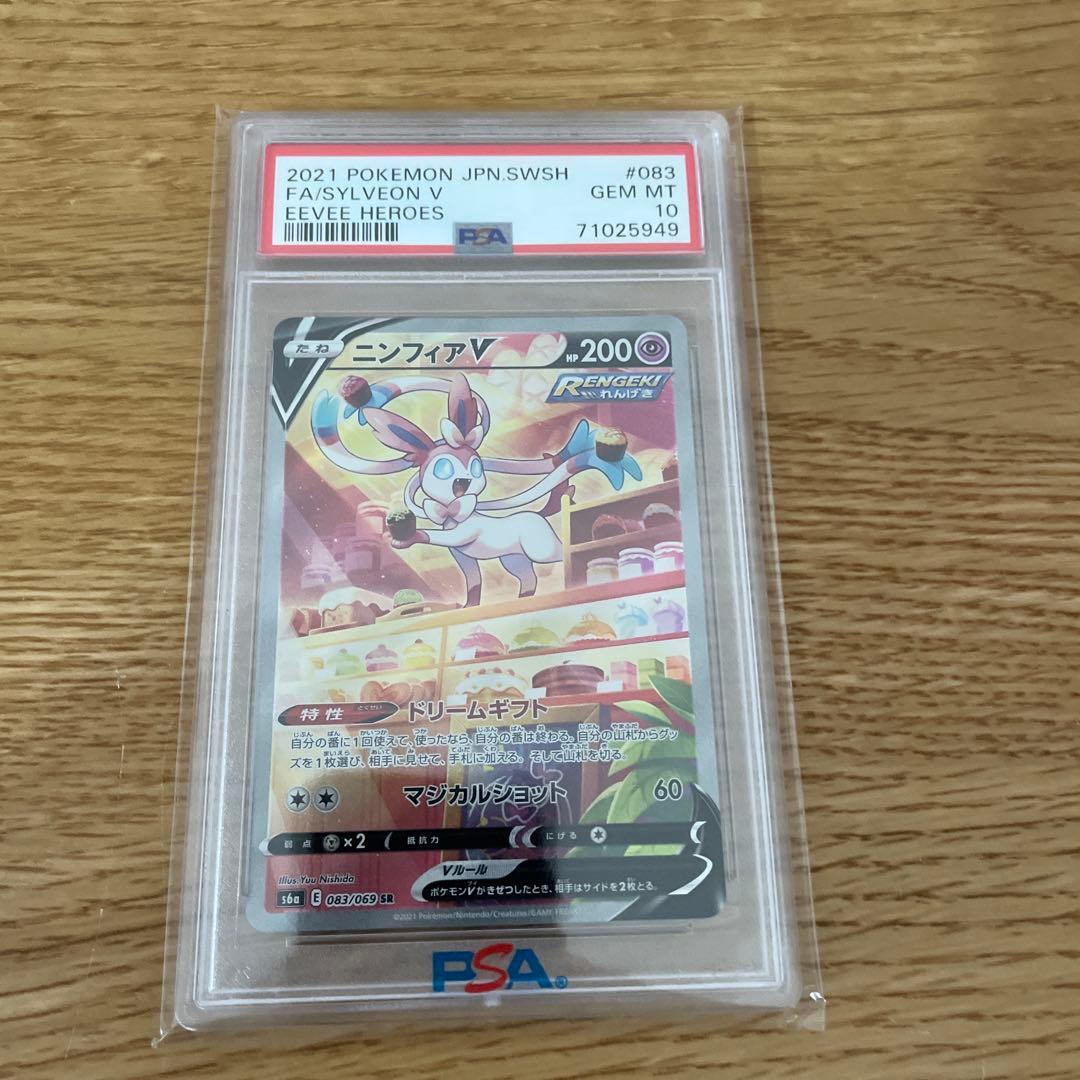 2021 POKEMON JPN.SWSH #083
FA/SYLVEON V GEM MT
EEVEE HEROES 10
PSA 71025949
たね ニンフィアV HP 200
RENGEKI
れんげき
特性 とくせい ドリームギフト
自分の番に1回使えて、使ったなら、自分の番は終わる。自分の山札からグッ
ズを1枚選び、相手に見せて、手札に加える。そして山札を切る。
マジカルショット 60
弱点 ×2 抵抗力 にげる
Vルール
ポケモンVがきぜつしたとき、相手はサイドを2枚とる。
Illus. Yuu Nishida
s6a E 083/069 SR
©2021 Pokémon/Nintendo/Creatures/GAME FREAK
PSA®